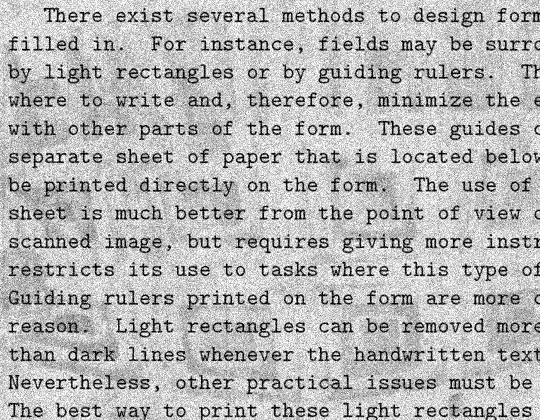 There exist several methods to design form
filled in. For instance, fields may be surro
by light rectangles or by guiding rulers. Th
where to write and, therefore, minimize the e
with other parts of the form. These guides c
separate sheet of paper that is located below
be printed directly on the form. The use of
sheet is much better from the point of view o
scanned image, but requires giving more instr
restricts its use to tasks where this type of
Guiding rulers printed on the form are more c
reason. Light rectangles can be removed more
than dark lines whenever the handwritten text
Nevertheless, other practical issues must be
The best way to print these light rectangles